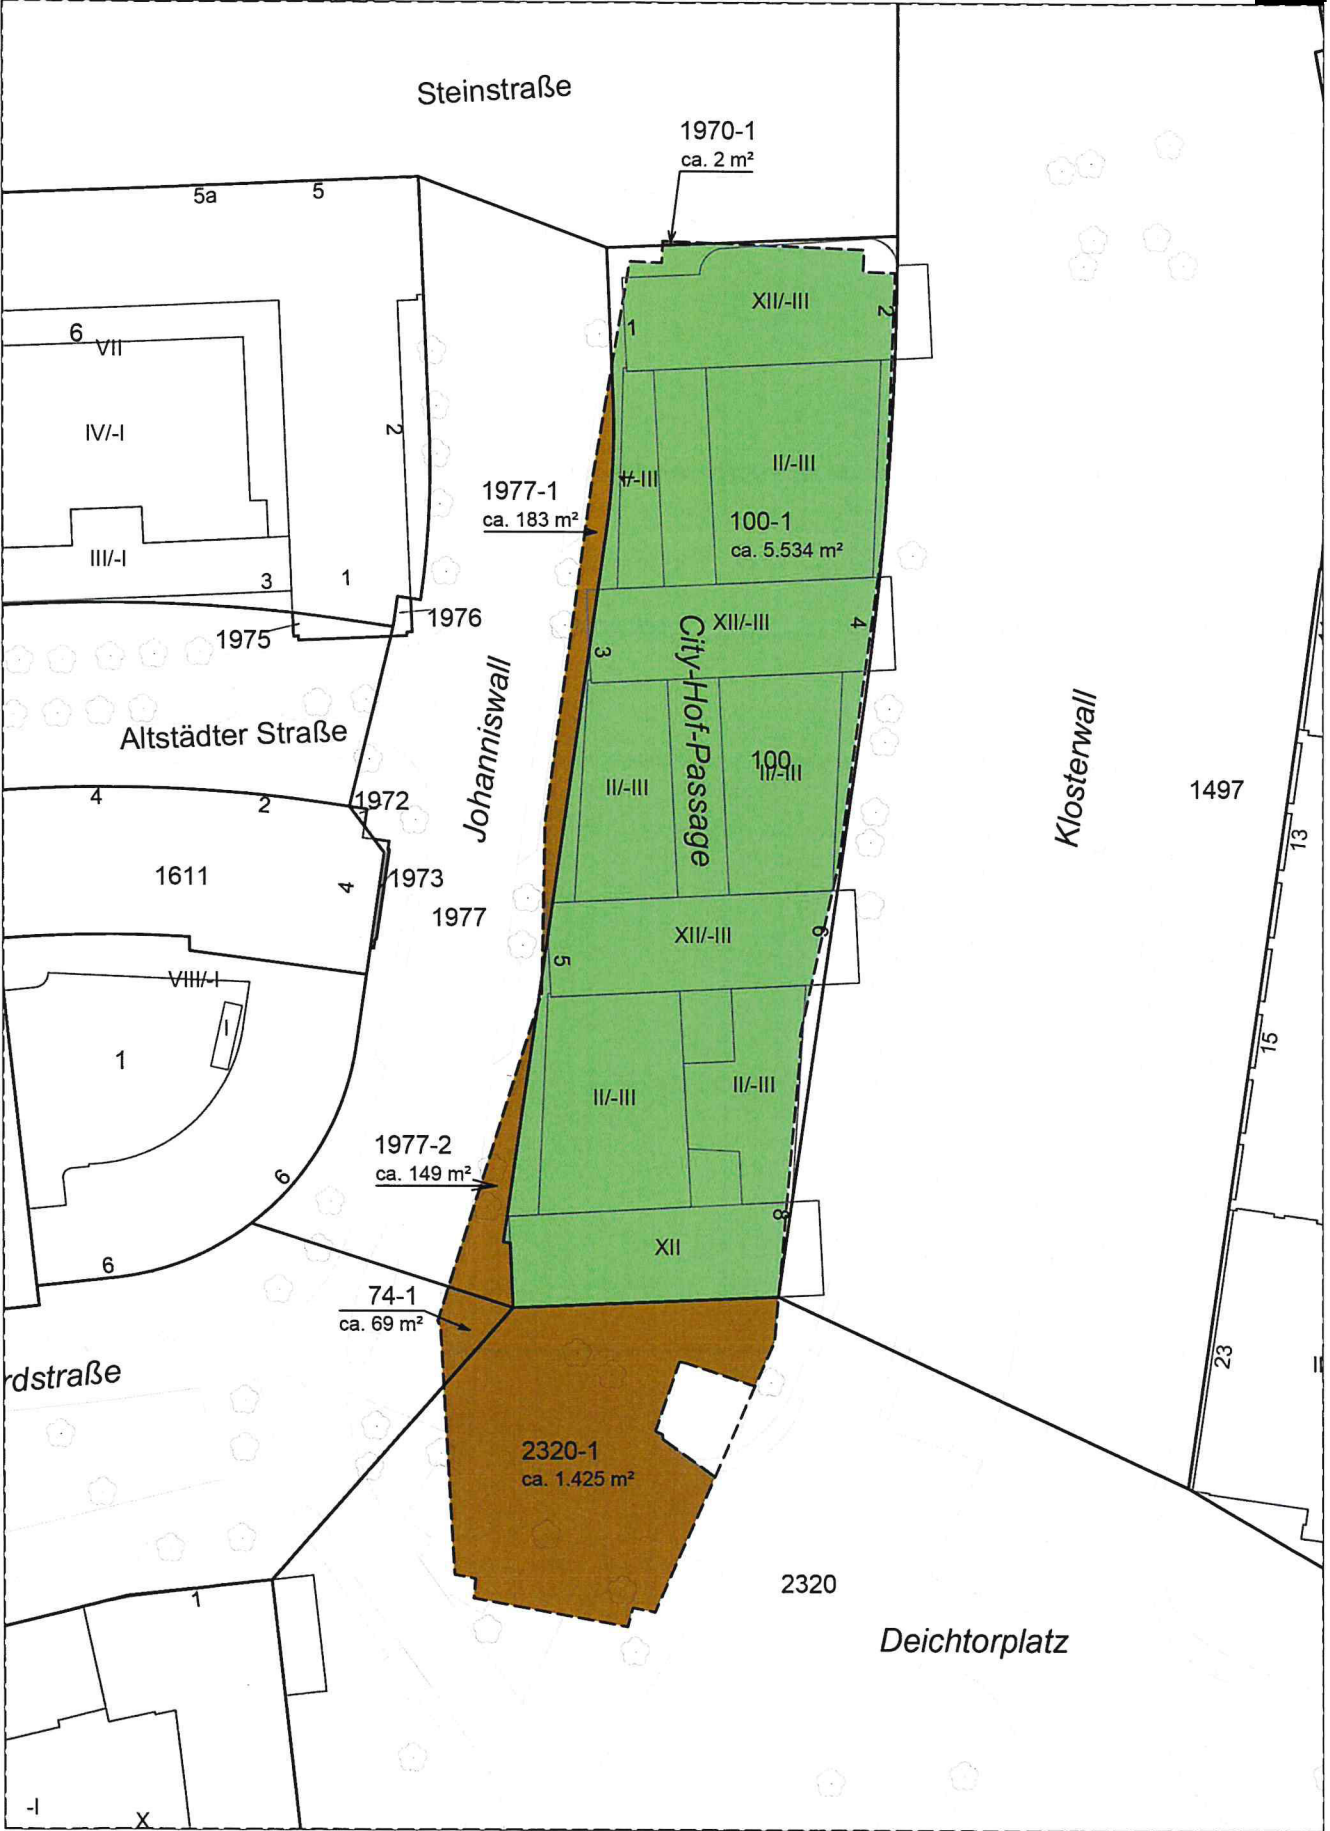 Steinstraße
1970-1
ca. 2 m²
5a
5
XII/-III
2
1
6
VII
IV/-I
2
II/-III
1977-1
ca. 183 m²
100-1
ca. 5.534 m²
III/-I
3
1
1975
1976
XII/-III
4
3
City-Hof-Passage
Johanniswall
Altstädter Straße
Klosterwall
100
II/-III
II/-III
1497
4
2
1972
13
1611
4
1973
1977
XII/-III
6
5
VIII/-I
I
1
15
II/-III
II/-III
1977-2
ca. 149 m²
6
8
XII
6
74-1
ca. 69 m²
rdstraße
23
2320-1
ca. 1.425 m²
1
2320
Deichtorplatz
-I
X